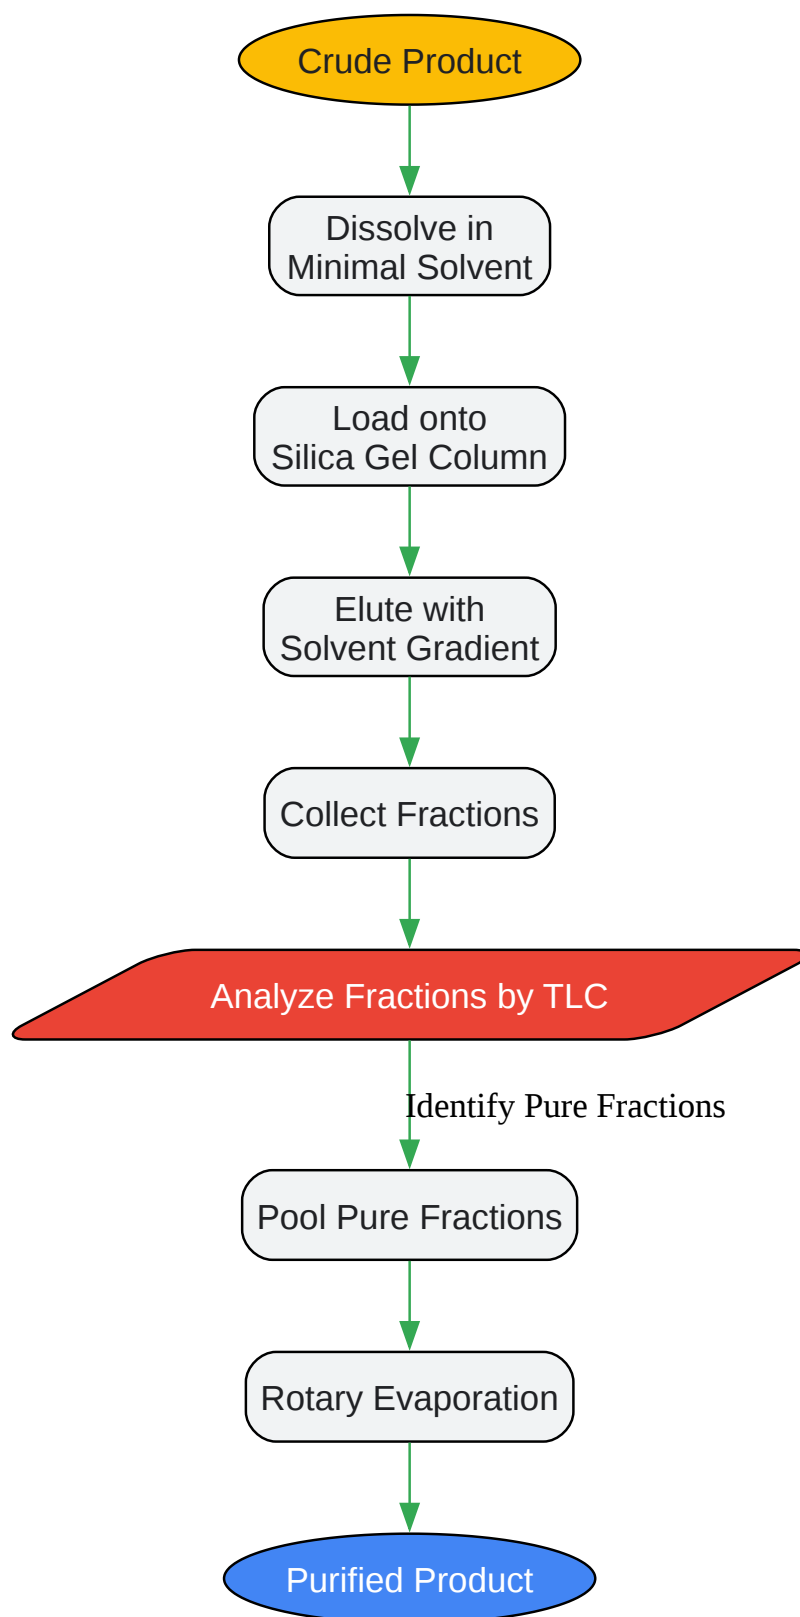 Crude Product
Dissolve in
Minimal Solvent
Load onto
Silica Gel Column
Elute with
Solvent Gradient
Collect Fractions
Analyze Fractions by TLC
Identify Pure Fractions
Pool Pure Fractions
Rotary Evaporation
Purified Product